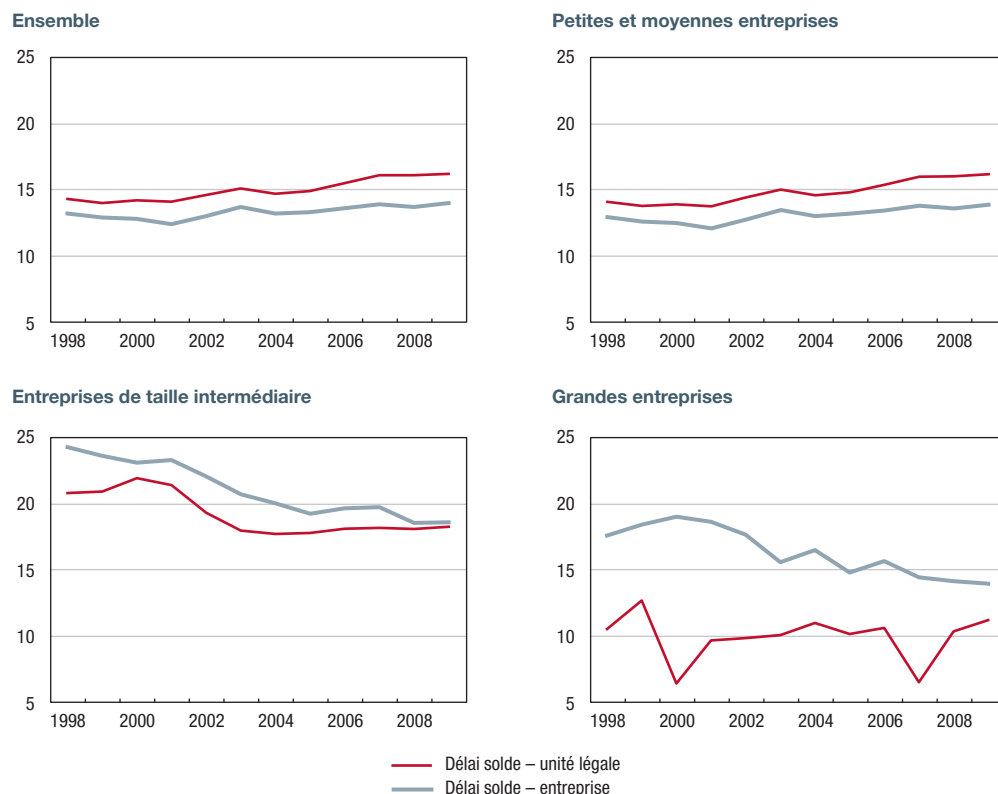 Ensemble
25
20
15
10
5
1998 2000 2002 2004 2006 2008
Petites et moyennes entreprises
25
20
15
10
5
1998 2000 2002 2004 2006 2008
Entreprises de taille intermédiaire
25
20
15
10
5
1998 2000 2002 2004 2006 2008
Grandes entreprises
25
20
15
10
5
1998 2000 2002 2004 2006 2008
Délai solde – unité légale
Délai solde – entreprise